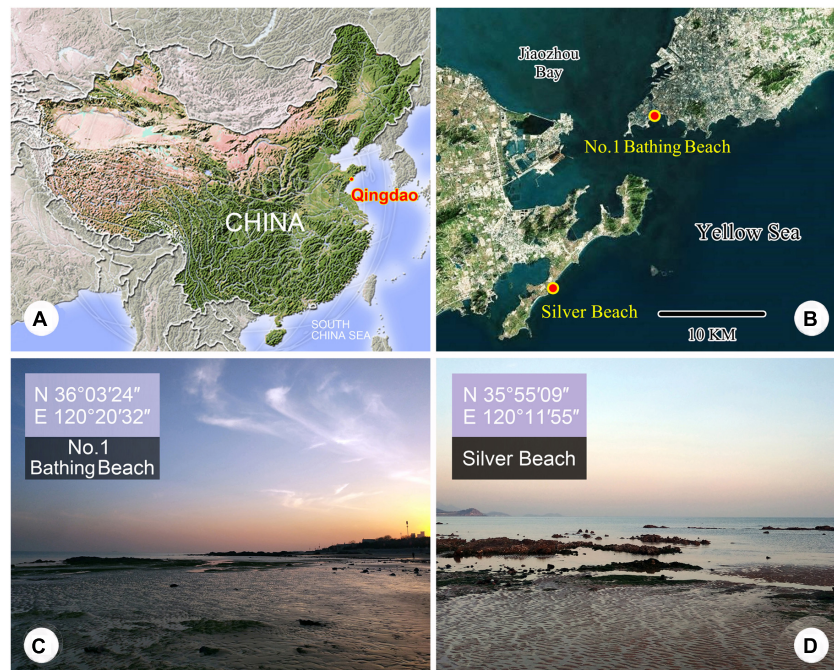 Qingdao
CHINA
SOUTH
CHINA SEA
A
Jiaozhou
Bay
No.1 Bathing Beach
Yellow Sea
Silver Beach
10 KM
B
N 36°03′24″
E 120°20′32″
No.1
Bathing Beach
C
N 35°55′09″
E 120°11′55″
Silver Beach
D